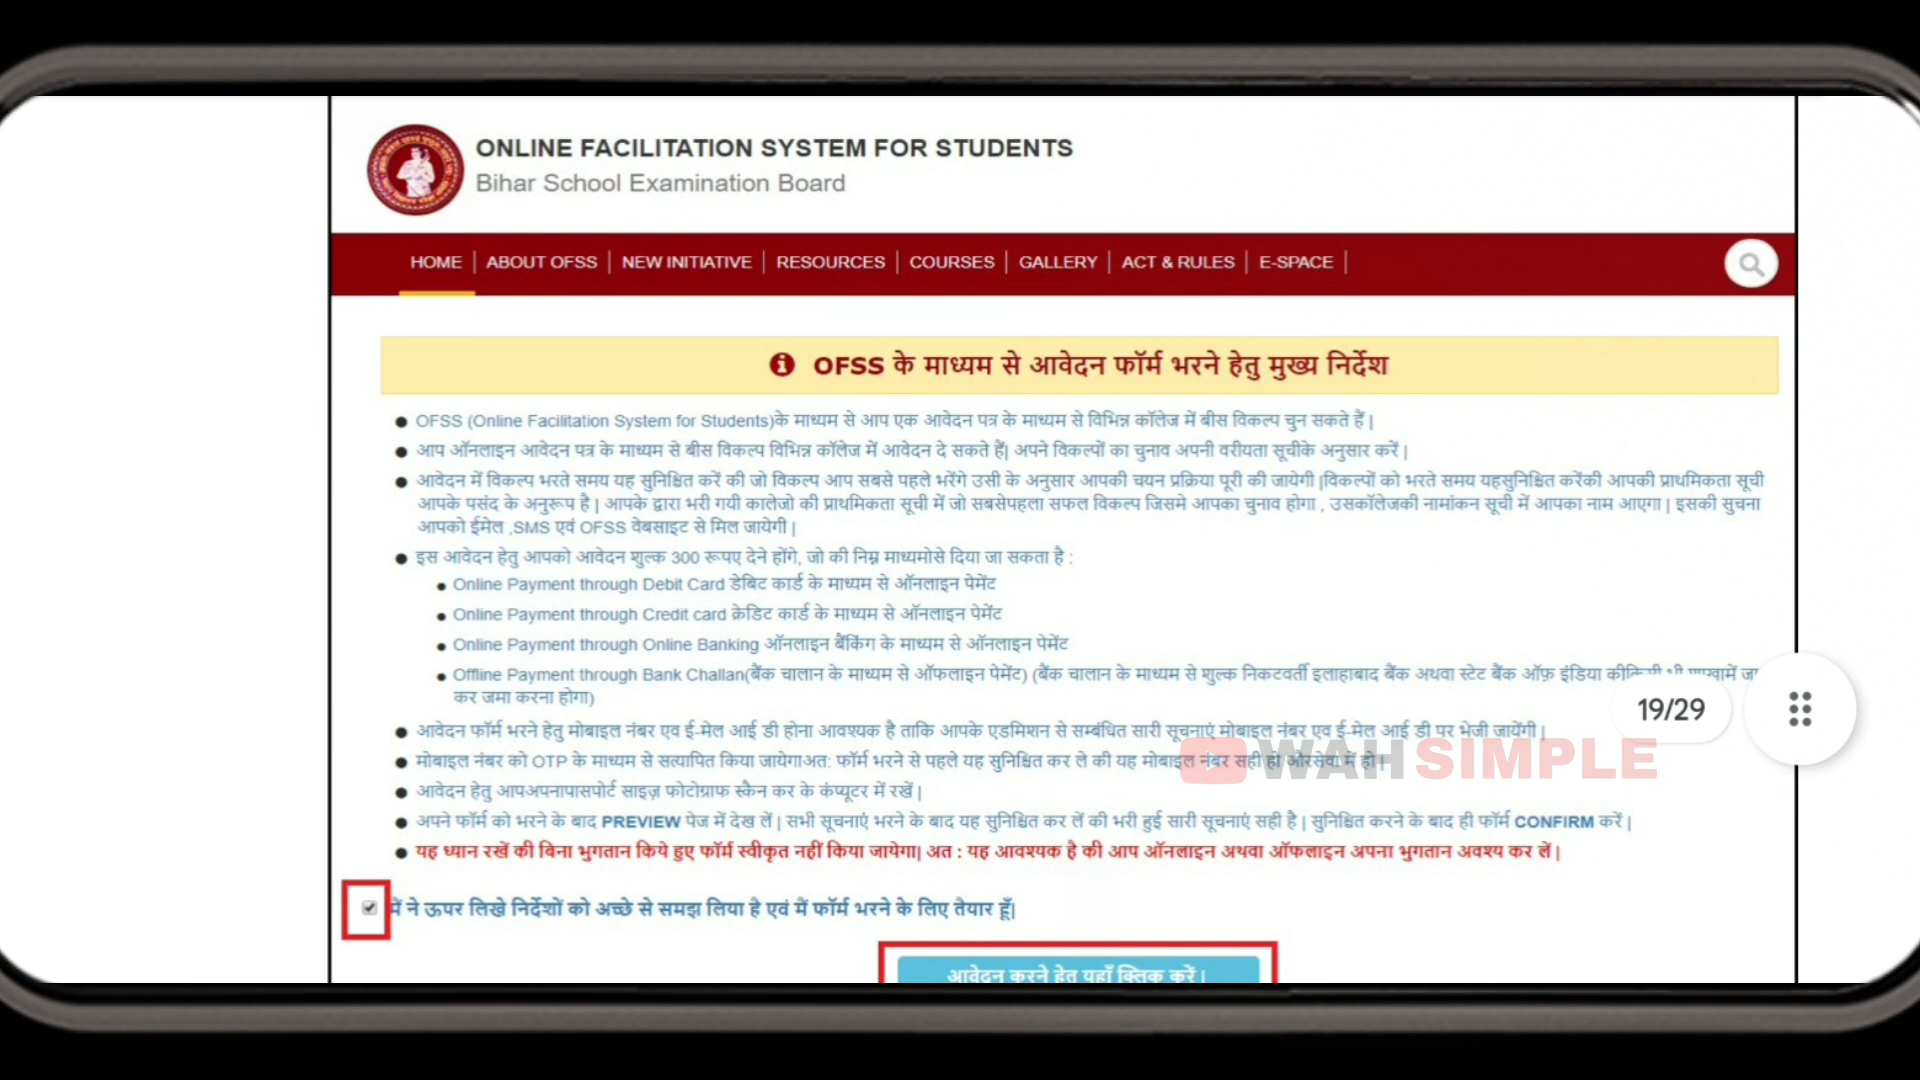 ONLINE FACILITATION SYSTEM FOR STUDENTS
Bihar School Examination Board
HOME | ABOUT OFSS | NEW INITIATIVE | RESOURCES | COURSES | GALLERY | ACT & RULES | E-SPACE |
OFSS के माध्यम से आवेदन फॉर्म भरने हेतु मुख्य निर्देश
● OFSS (Online Facilitation System for Students)के माध्यम से आप एक आवेदन पत्र के माध्यम से विभिन्न कॉलेज में बीस विकल्प चुन सकते हैं |
● आप ऑनलाइन आवेदन पत्र के माध्यम से बीस विकल्प विभिन्न कॉलेज में आवेदन दे सकते हैं| अपने विकल्पों का चुनाव अपनी वरीयता सूचीके अनुसार करें |
● आवेदन में विकल्प भरते समय यह सुनिश्चित करें की जो विकल्प आप सबसे पहले भरेंगे उसी के अनुसार आपकी चयन प्रक्रिया पूरी की जायेगी |विकल्पों को भरते समय यहसुनिश्चित करेंकी आपकी प्राथमिकता सूची
आपके पसंद के अनुरूप है | आपके द्वारा भरी गयी कालेजो की प्राथमिकता सूची में जो सबसेपहला सफल विकल्प जिसमे आपका चुनाव होगा , उसकॉलेजकी नामांकन सूची में आपका नाम आएगा | इसकी सुचना
आपको ईमेल ,SMS एवं OFSS वेबसाइट से मिल जायेगी |
● इस आवेदन हेतु आपको आवेदन शुल्क 300 रूपए देने होंगे, जो की निम्न माध्यमोसे दिया जा सकता है :
● Online Payment through Debit Card डेबिट कार्ड के माध्यम से ऑनलाइन पेमेंट
● Online Payment through Credit card क्रेडिट कार्ड के माध्यम से ऑनलाइन पेमेंट
● Online Payment through Online Banking ऑनलाइन बैंकिंग के माध्यम से ऑनलाइन पेमेंट
● Offline Payment through Bank Challan(बैंक चालान के माध्यम से ऑफलाइन पेमेंट) (बैंक चालान के माध्यम से शुल्क निकटवर्ती इलाहाबाद बैंक अथवा स्टेट बैंक ऑफ़ इंडिया
कर जमा करना होगा)
19/29
● आवेदन फॉर्म भरने हेतु मोबाइल नंबर एव ई-मेल आई डी होना आवश्यक है ताकि आपके एडमिशन से सम्बंधित सारी सूचनाएं मोबाइल नंबर एव ई-मेल आई डी पर भेजी जायेंगी |
● मोबाइल नंबर को OTP के माध्यम से सत्यापित किया जायेगाअत: फॉर्म भरने से पहले यह सुनिश्चित कर ले की यह मोबाइल नंबर सही हो औरसेवा में हो |
WAHSIMPLE
● आवेदन हेतु आपअपनापासपोर्ट साइज़ फोटोग्राफ स्कैन कर के कंप्यूटर में रखें |
● अपने फॉर्म को भरने के बाद PREVIEW पेज में देख लें | सभी सूचनाएं भरने के बाद यह सुनिश्चित कर लें की भरी हुई सारी सूचनाएं सही है | सुनिश्चित करने के बाद ही फॉर्म CONFIRM करें |
● यह ध्यान रखें की बिना भुगतान किये हुए फॉर्म स्वीकृत नहीं किया जायेगा| अत : यह आवश्यक है की आप ऑनलाइन अथवा ऑफलाइन अपना भुगतान अवश्य कर लें |
में ने ऊपर लिखे निर्देशों को अच्छे से समझ लिया है एवं मैं फॉर्म भरने के लिए तैयार हूँ|
आवेदन करने हेतु यहाँ क्लिक करें |